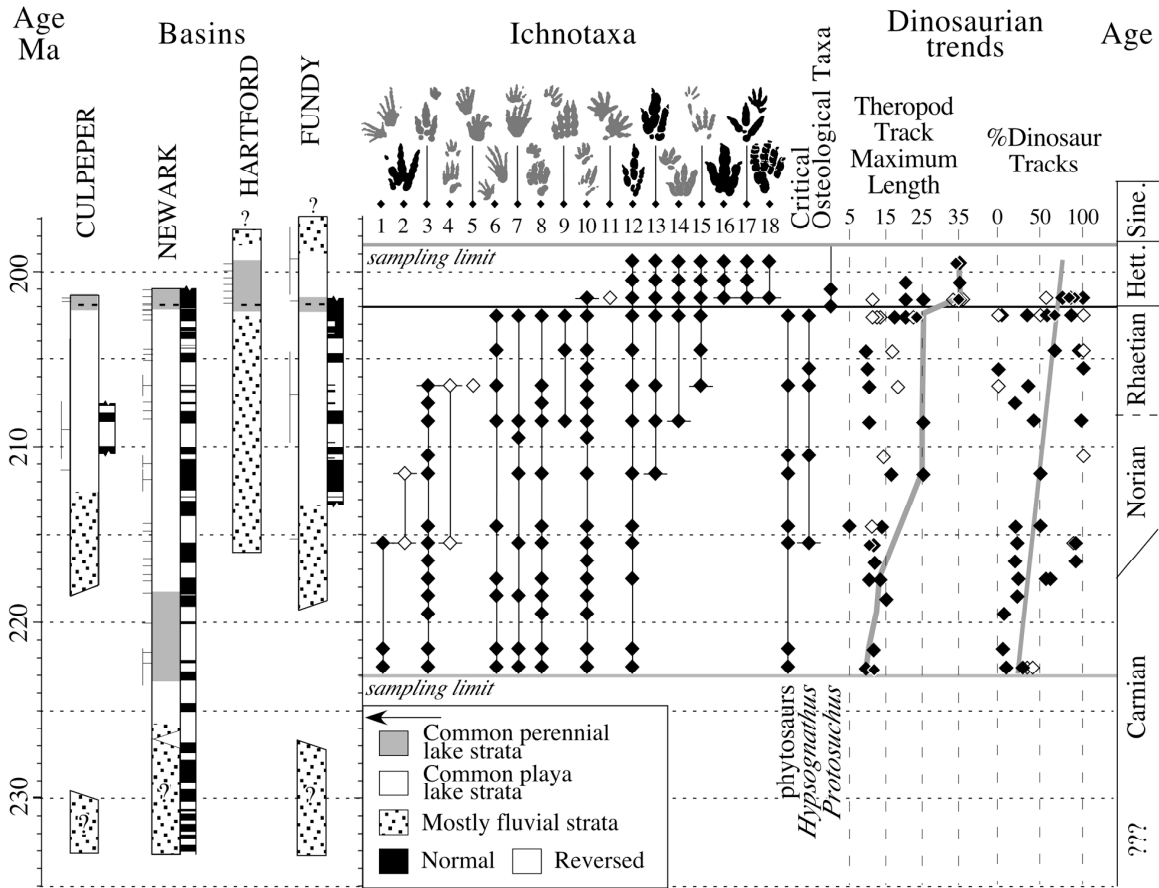 Age
Ma
Basins
Ichnotaxa
Dinosaurian
trends
Age
CULPEPER
NEWARK
HARTFORD
FUNDY
Critical
Osteological Taxa
Theropod
Track
Maximum
Length
%Dinosaur
Tracks
1 2 3 4 5 6 7 8 9 10 11 12 13 14 15 16 17 18
5 15 25 35
0 50 100
? ?
sampling limit
200
210
220
230
Sine.
Hett.
Rhaetian
Norian
Carnian
???
sampling limit
phytosaurs
Hypsognathus
Protosuchus
Common perennial
lake strata
Common playa
lake strata
Mostly fluvial strata
Normal Reversed
? ? ?